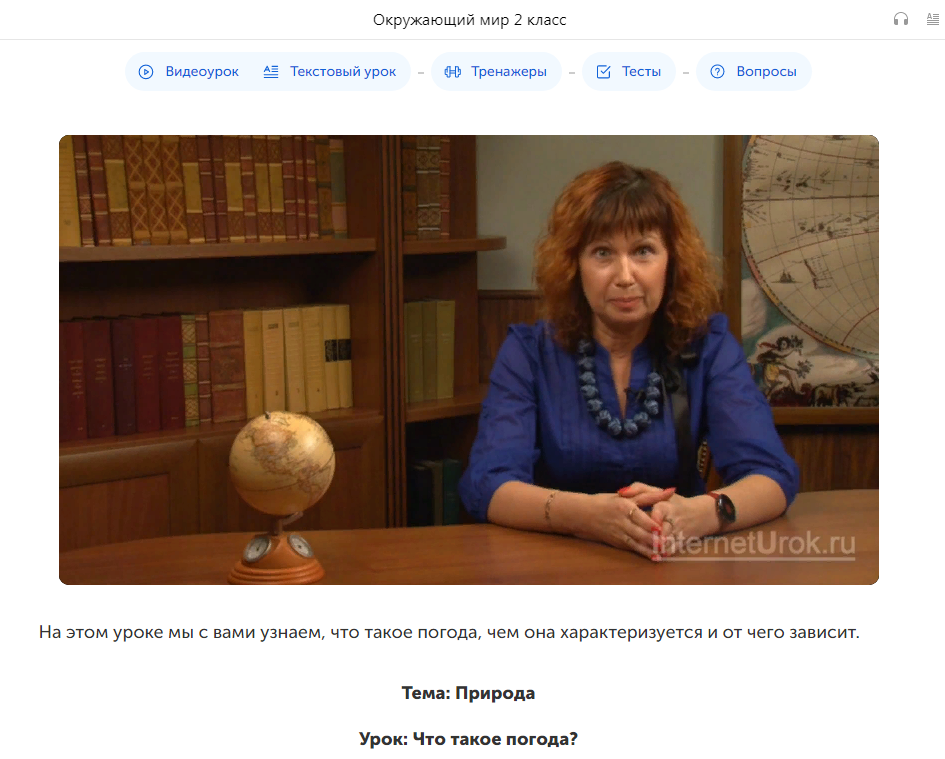 Окружающий мир 2 класс
Видеоурок Текстовый урок – Тренажеры – Тесты – Вопросы
InternetUrok.ru
На этом уроке мы с вами узнаем, что такое погода, чем она характеризуется и от чего зависит.
Тема: Природа
Урок: Что такое погода?